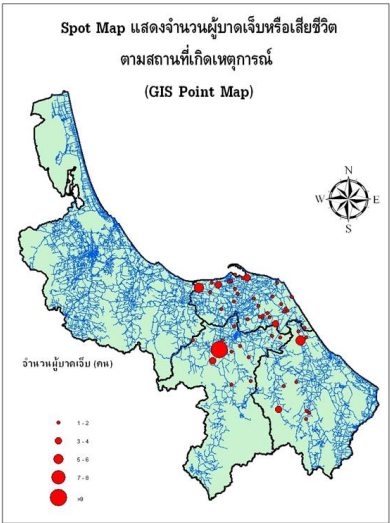 Spot Map แสดงจำนวนผู้บาดเจ็บหรือเสียชีวิต
ตามสถานที่เกิดเหตุการณ์
(GIS Point Map)
N
W E
S
จำนวนผู้บาดเจ็บ (คน)
1 - 2
3 - 4
5 - 6
7 - 8
>9